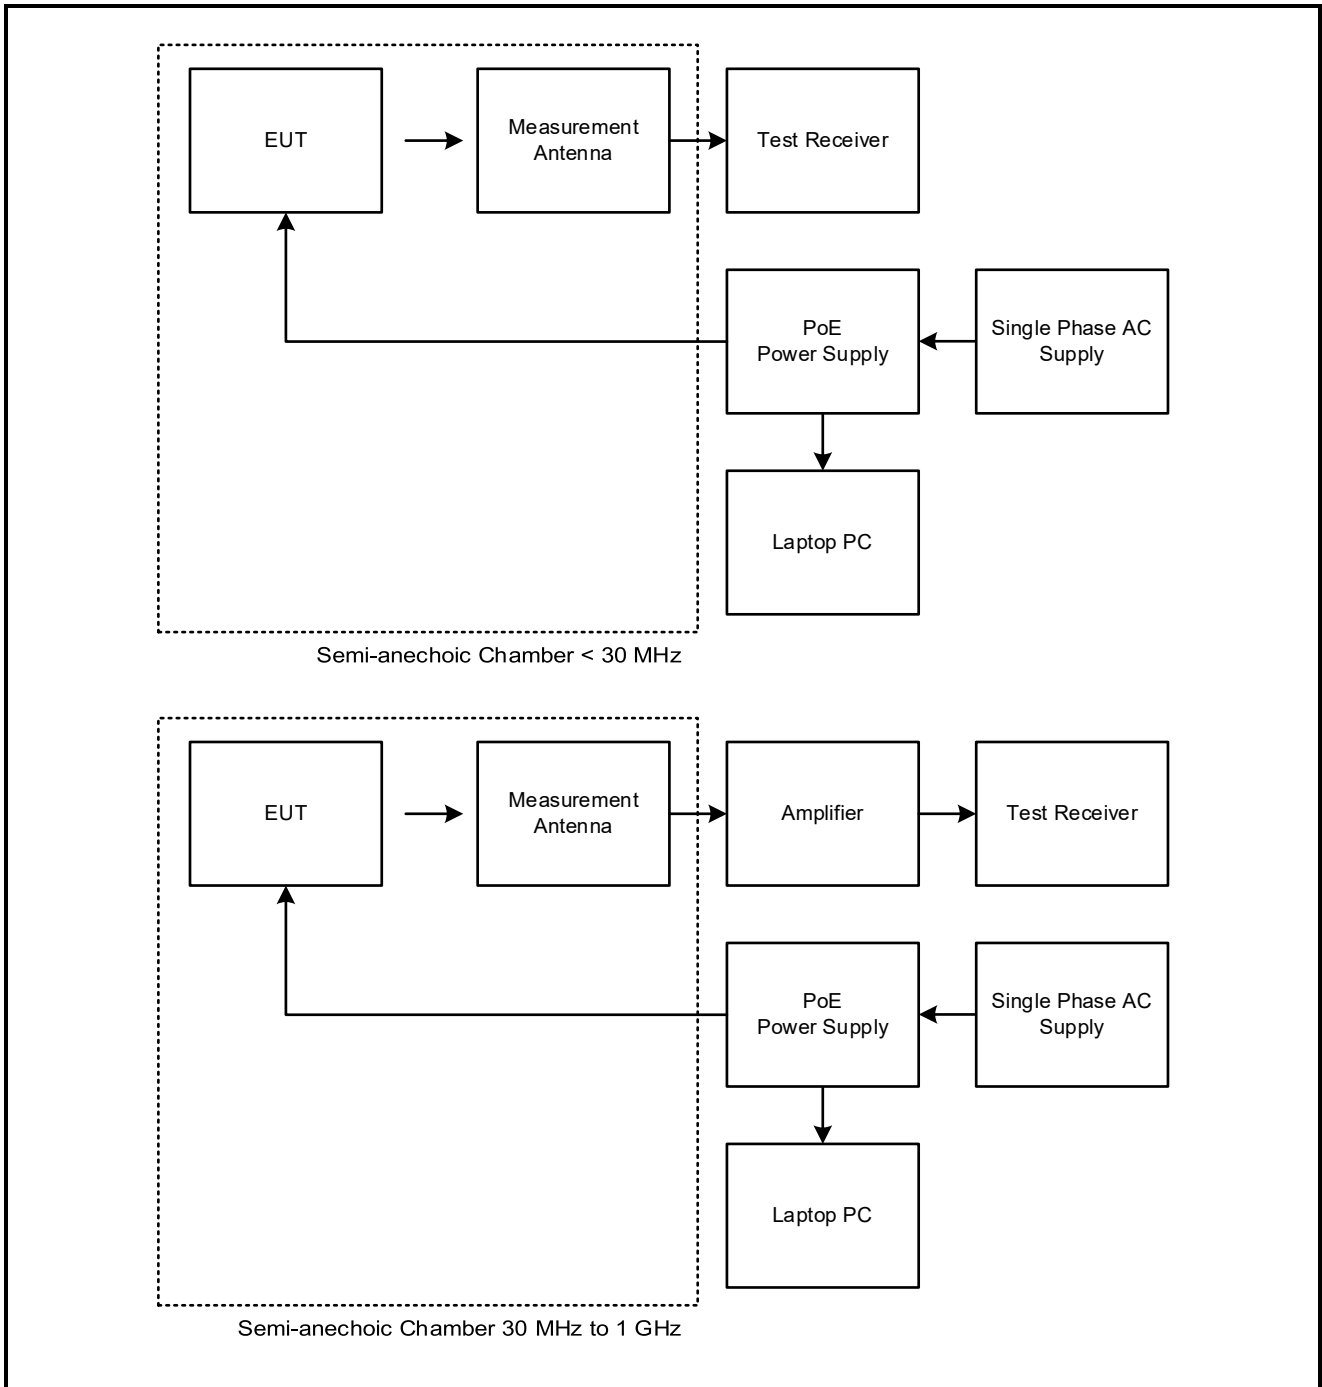 EUT
Measurement
Antenna
Test Receiver
PoE
Power Supply
Single Phase AC
Supply
Laptop PC
Semi-anechoic Chamber < 30 MHz
EUT
Measurement
Antenna
Amplifier
Test Receiver
PoE
Power Supply
Single Phase AC
Supply
Laptop PC
Semi-anechoic Chamber 30 MHz to 1 GHz